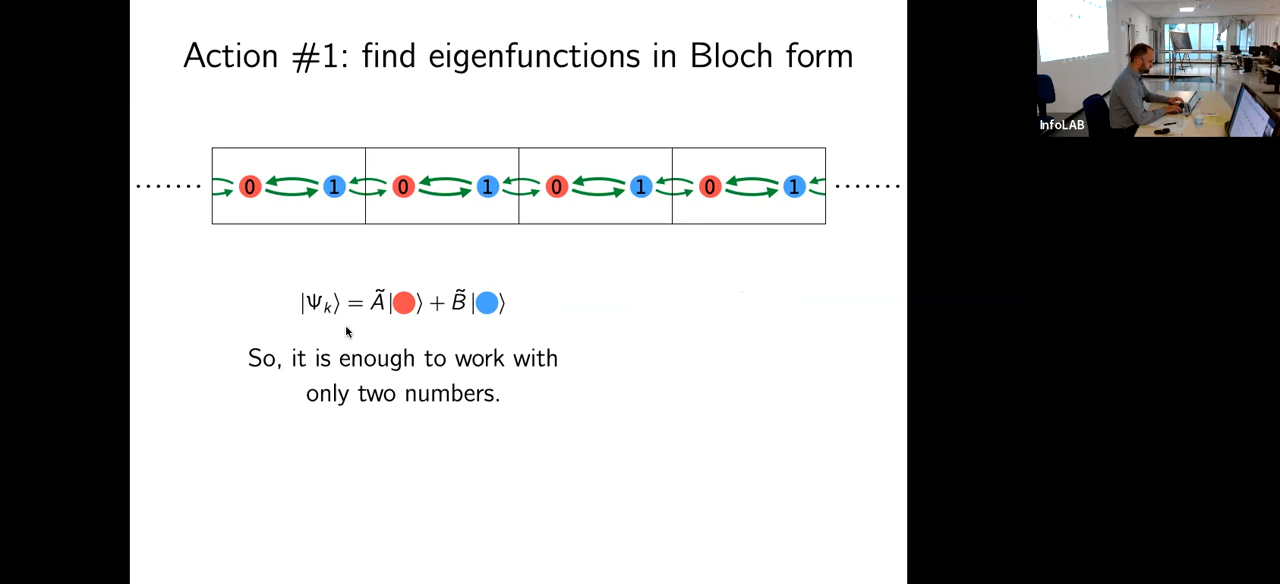 Action #1: find eigenfunctions in Bloch form
InfoLAB
....... 0 1 0 1 0 1 0 1 .......
|Ψₖ⟩ = Ã|🔴⟩ + B̃|🔵⟩
So, it is enough to work with
only two numbers.